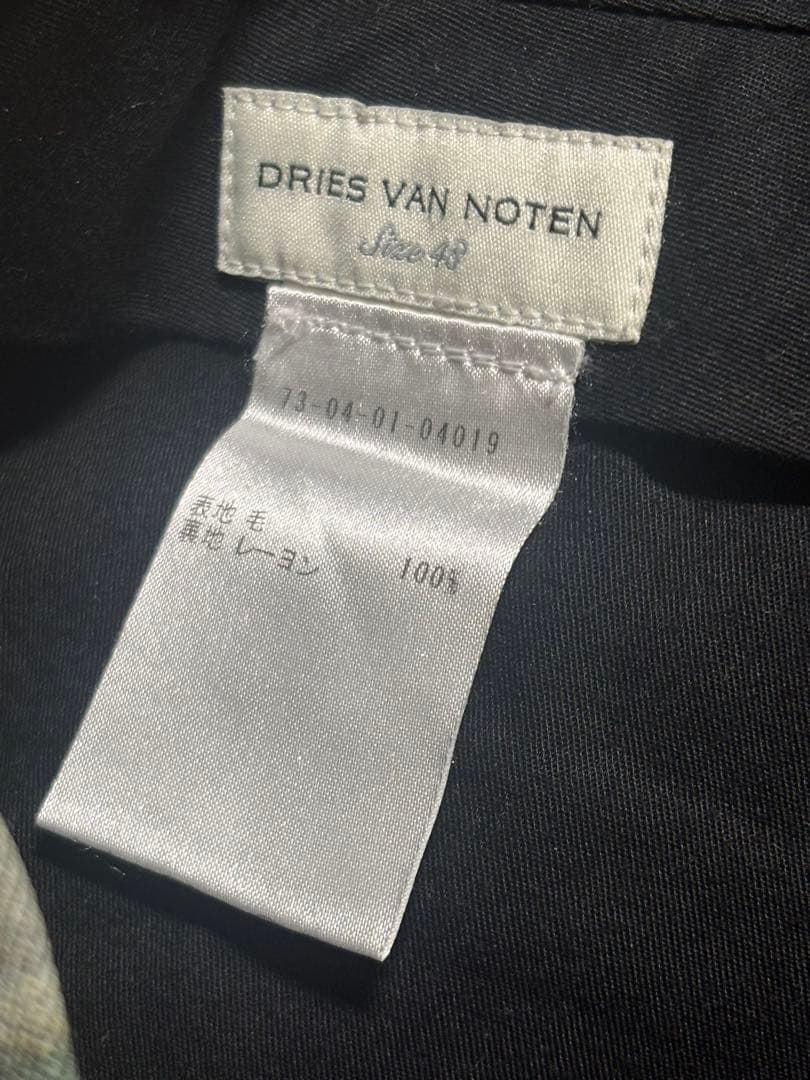 DRIES VAN NOTEN
Size 48
73-04-01-04019
表地 毛
裏地 レーヨン 100%